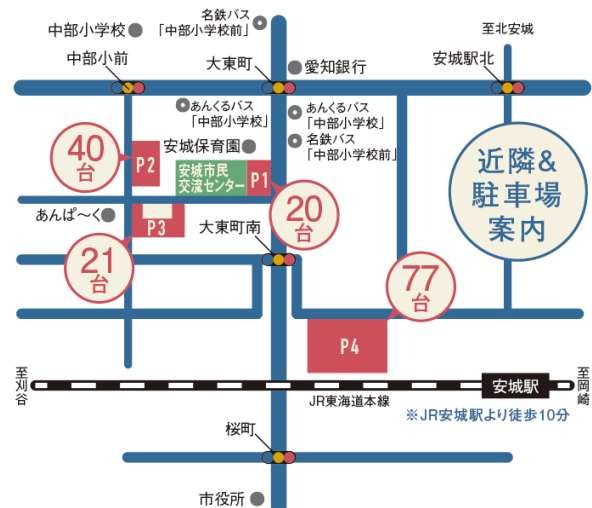 名鉄バス
「中部小学校前」
至北安城
中部小学校
中部小前
大東町
愛知銀行
安城駅北
あんくるバス
「中部小学校」
あんくるバス
「中部小学校」
名鉄バス
「中部小学校前」
安城保育園
40
台
P2
安城市民
交流センター
P1
近隣&
駐車場
案内
20
台
あんぱ〜く
P3
大東町南
21
台
77
台
P4
至刈谷
安城駅
至岡崎
JR東海道本線
※JR安城駅より徒歩10分
桜町
市役所